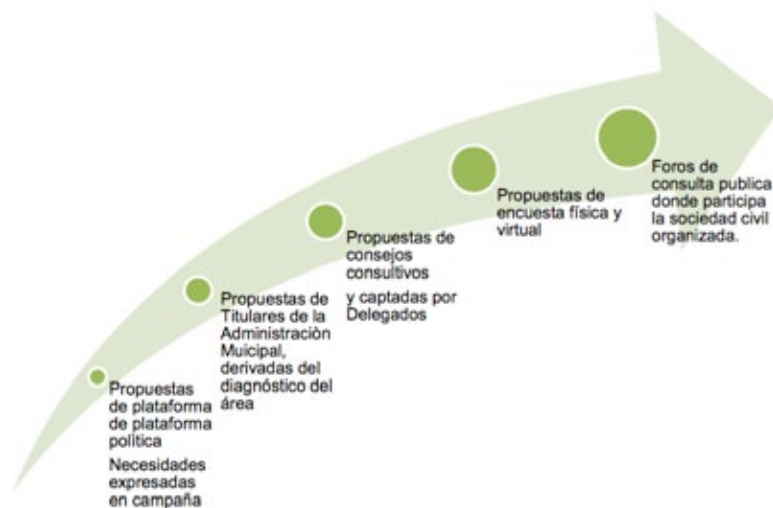 Propuestas
de plataforma
de plataforma
política
Necesidades
expresadas
en campaña
Propuestas de
Titulares de la
Administraciòn
Muicipal,
derivadas del
diagnóstico del
área
Propuestas de
consejos
consultivos
y captadas por
Delegados
Propuestas de
encuesta física y
virtual
Foros de
consulta publica
donde participa
la sociedad civil
organizada.